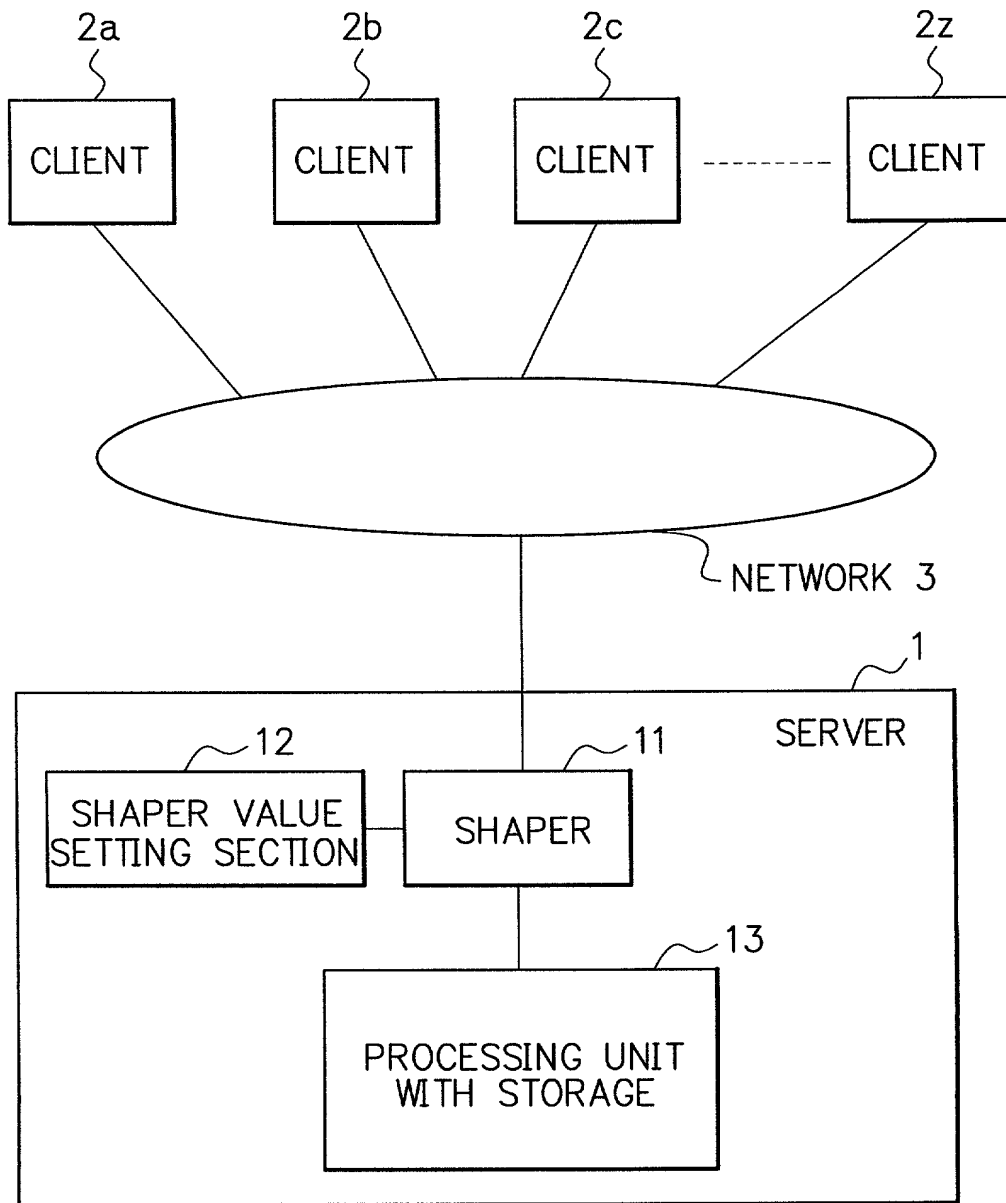 2a 2b 2c 2z
CLIENT CLIENT CLIENT CLIENT
NETWORK 3
1
SERVER
12 11
SHAPER VALUE
SETTING SECTION
SHAPER
13
PROCESSING UNIT
WITH STORAGE